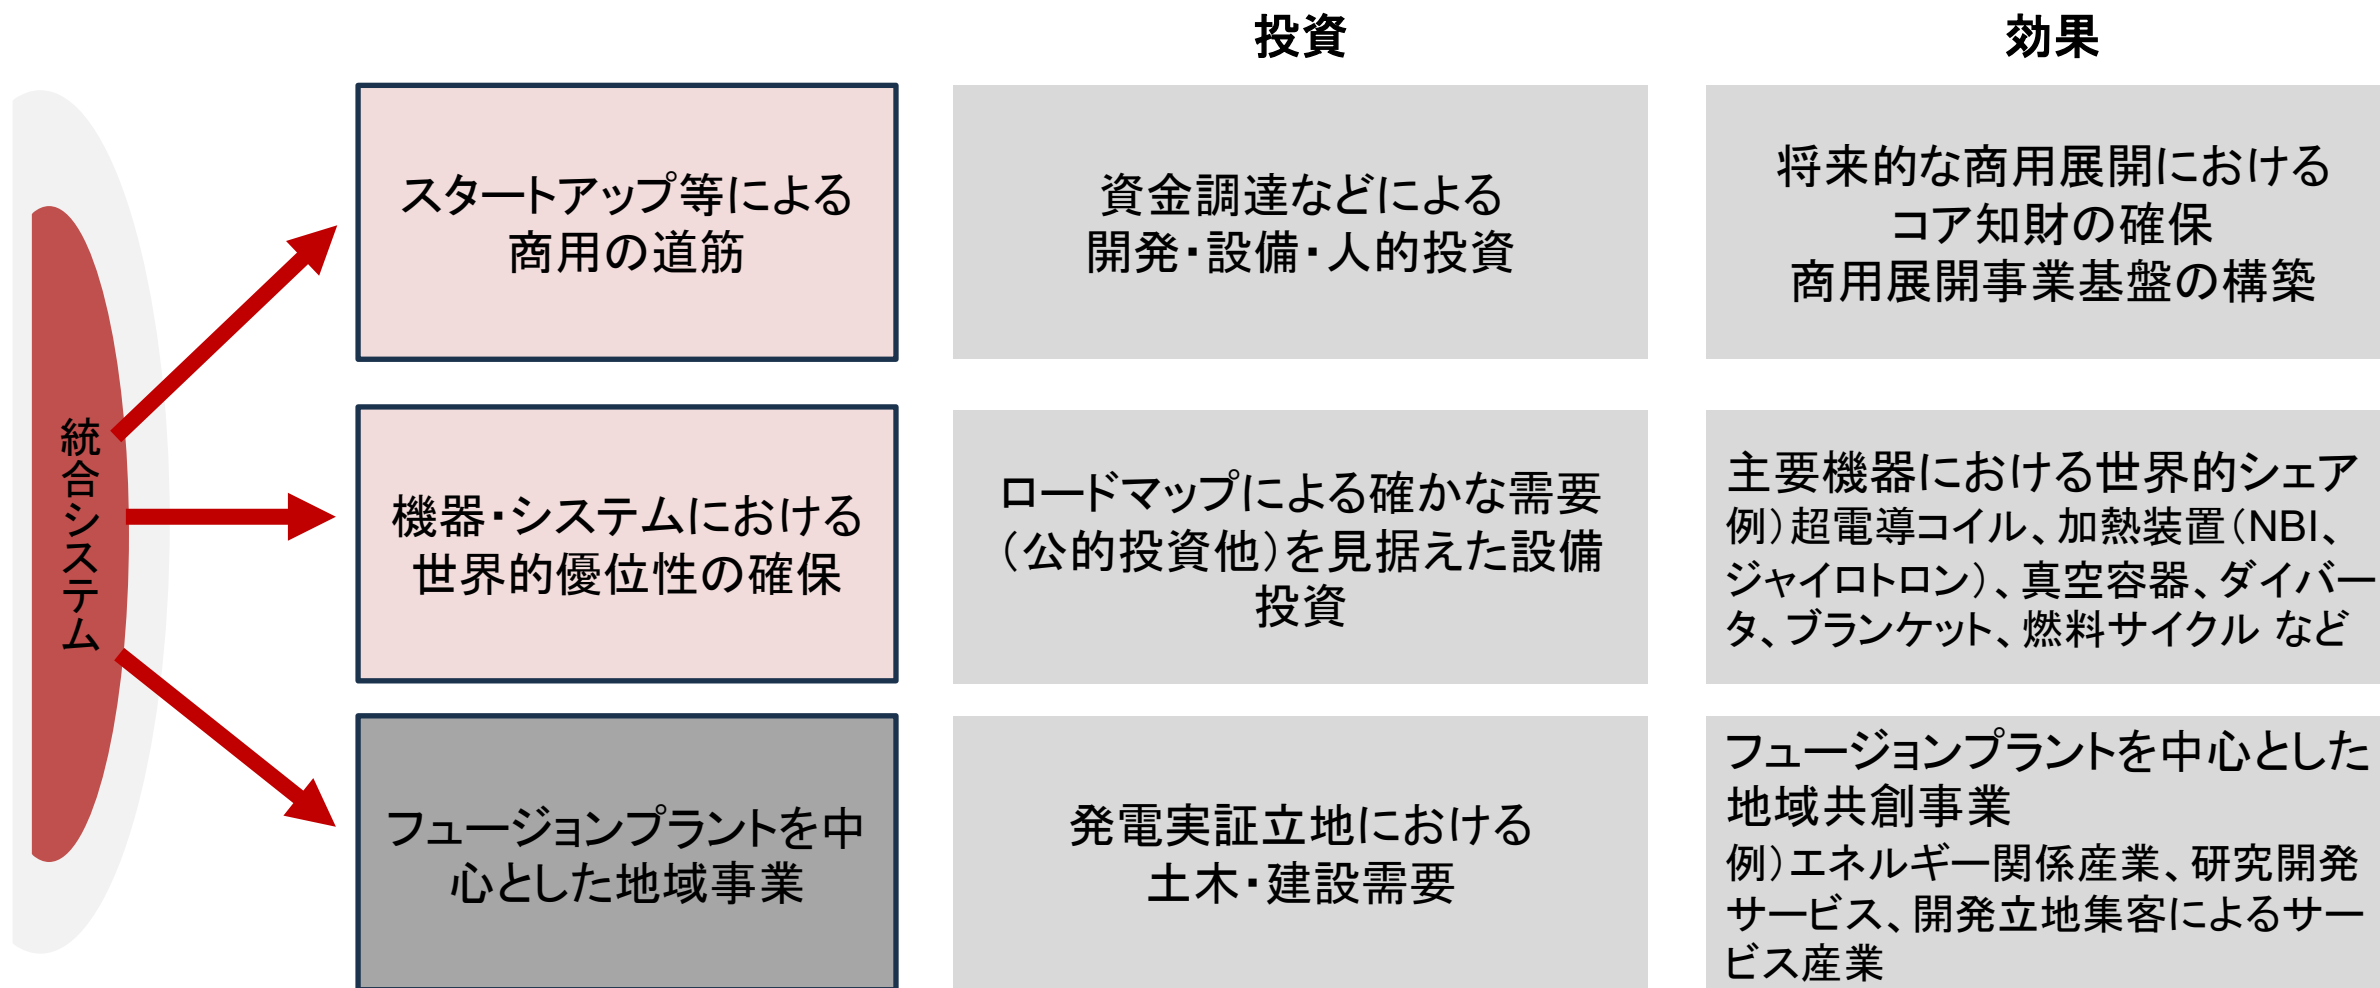 投資
効果
統合システム
スタートアップ等による
商用の道筋
資金調達などによる
開発・設備・人的投資
将来的な商用展開における
コア知財の確保
商用展開事業基盤の構築
機器・システムにおける
世界的優位性の確保
ロードマップによる確かな需要
（公的投資他）を見据えた設備
投資
主要機器における世界的シェア
例）超電導コイル、加熱装置（NBI、
ジャイロトロン）、真空容器、ダイバー
タ、ブランケット、燃料サイクル など
フュージョンプラントを中
心とした地域事業
発電実証立地における
土木・建設需要
フュージョンプラントを中心とした
地域共創事業
例）エネルギー関係産業、研究開発
サービス、開発立地集客によるサー
ビス産業